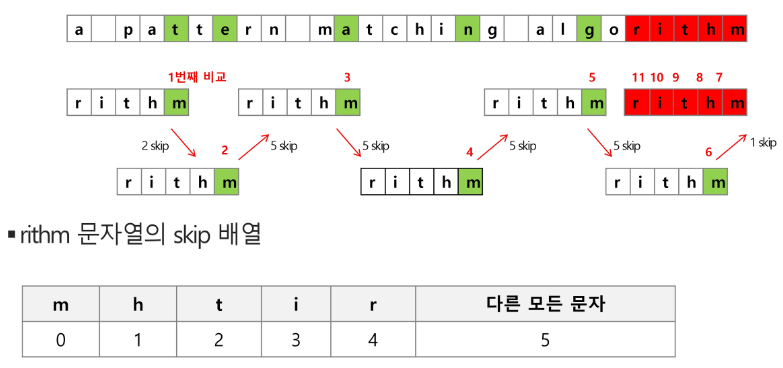 a pattern matching algorithm
1번째 비교 3 5 11 10 9 8 7
rithm rithm rithm rithm
2 skip 2 5 skip 5 skip 4 5 skip 5 skip 6 1 skip
rithm rithm rithm
▪rithm 문자열의 skip 배열
m h t i r 다른 모든 문자
0 1 2 3 4 5